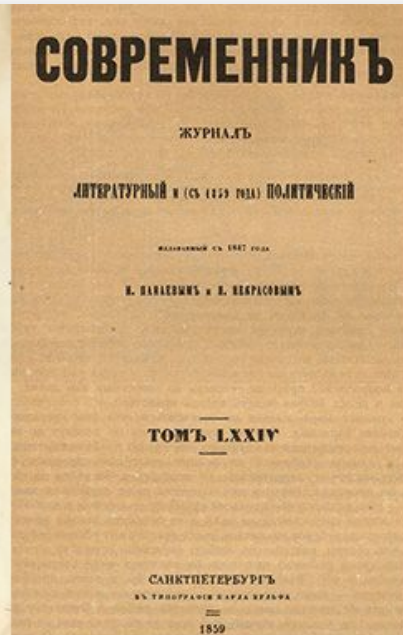 СОВРЕМЕННИКЪ
ЖУРНАЛЪ
ЛИТЕРАТУРНЫЙ и (съ 1859 года) ПОЛИТИЧЕСКІЙ
издаваемый съ 1847 года
И. ПАНАЕВЫМЪ и Н. НЕКРАСОВЫМЪ
ТОМЪ LXXIV
САНКТПЕТЕРБУРГЪ
ВЪ ТИПОГРАФІИ КАРЛА ВУЛЬФА
1859